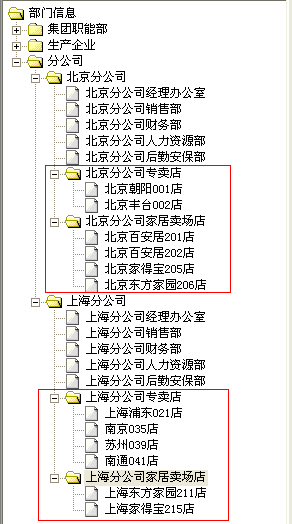 部门信息
集团职能部
生产企业
分公司
北京分公司
北京分公司经理办公室
北京分公司销售部
北京分公司财务部
北京分公司人力资源部
北京分公司后勤安保部
北京分公司专卖店
北京朝阳001店
北京丰台002店
北京分公司家居卖场店
北京百安居201店
北京百安居202店
北京家得宝205店
北京东方家园206店
上海分公司
上海分公司经理办公室
上海分公司销售部
上海分公司财务部
上海分公司人力资源部
上海分公司后勤安保部
上海分公司专卖店
上海浦东021店
南京035店
苏州039店
南通041店
上海分公司家居卖场店
上海东方家园211店
上海家得宝215店